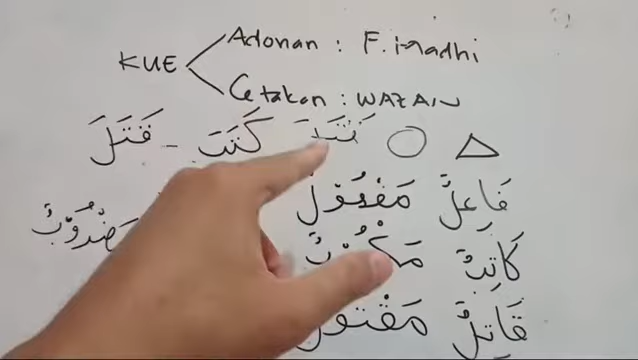 Adonan : F. madhi
KUE
Cetakan : WAZAN
كَتَبَ - قَتَلَ
فَاعِلٌ مَفْعُوْلٌ
مَضْرُوْبٌ
كَاتِبٌ
قَاتِلٌ مَقْتُوْلٌ